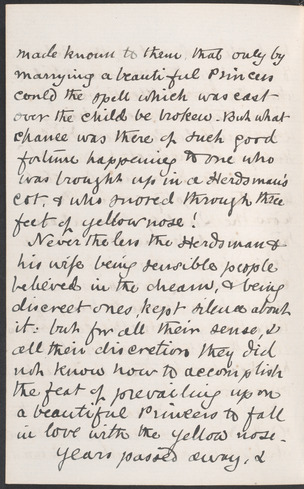 made known to them that only by
marrying a beautiful Princess
could the spell which was cast
over the child be broken. But what
chance was there of such good
fortune happening to one who
was brought up in a Herdsman's
cot, & who snored through three
feet of yellow nose!
Never the less the Herdsman &
his wife being sensible people
believed in the dream, & being
discreet ones, kept silence about
it: but for all their sense, &
all their discretion they did
not know how to accomplish
the feat of prevailing upon
a beautiful Princess to fall
in love with the yellow nose.
Years passed away, &